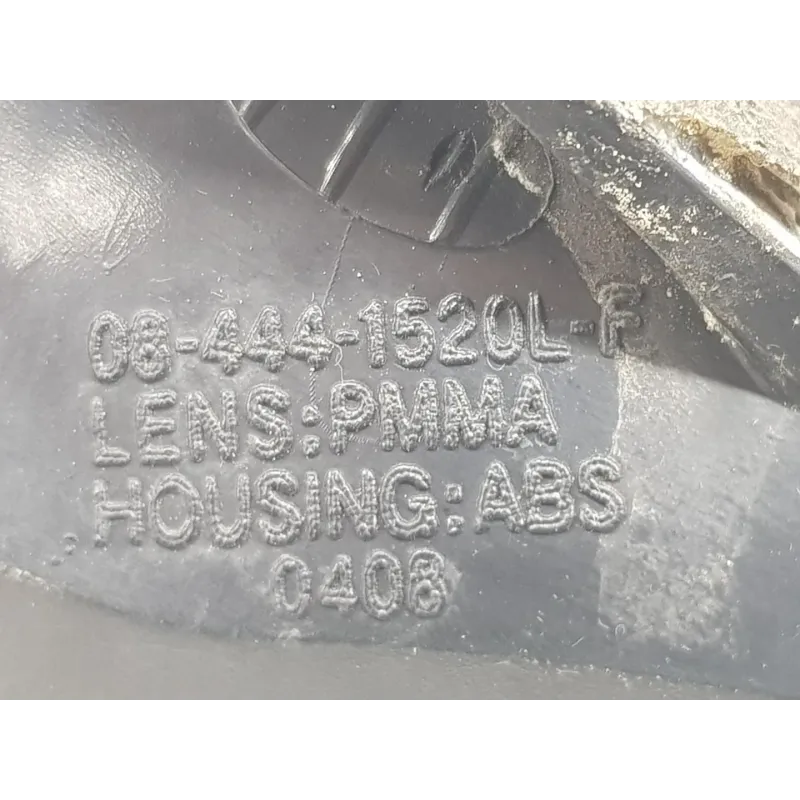 08-444-1520L-F
LENS:PMMA
HOUSING:ABS
0408